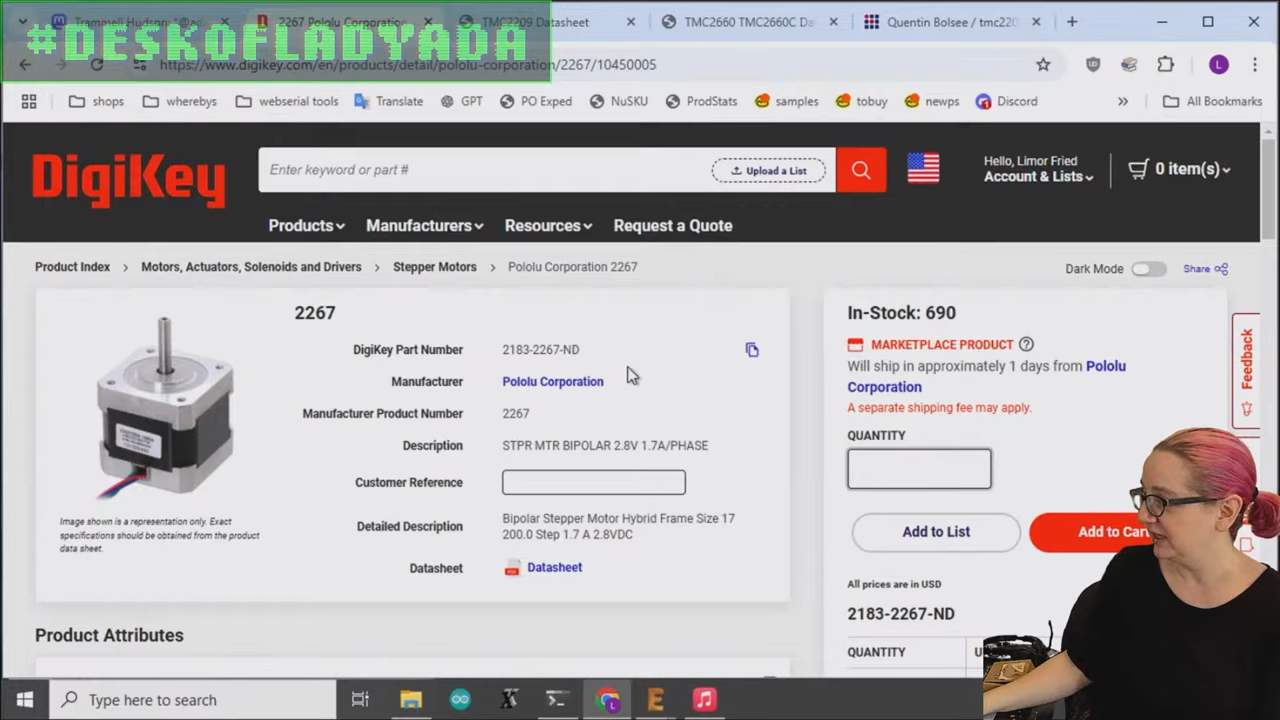 Trammell Hudson: "@ad
2267 Pololu Corporation
TMC2209 Datasheet
TMC2660 TMC2660C Da
Quentin Bolsee / tmc220
#DESKOFLADYADA
https://www.digikey.com/en/products/detail/pololu-corporation/2267/10450005
shops
wherebys
webserial tools
Translate
GPT
PO Exped
NuSKU
ProdStats
samples
tobuy
newps
Discord
All Bookmarks
DigiKey
Enter keyword or part #
Upload a List
Hello, Limor Fried
Account & Lists
0 item(s)
Products
Manufacturers
Resources
Request a Quote
Product Index > Motors, Actuators, Solenoids and Drivers > Stepper Motors > Pololu Corporation 2267
Dark Mode
Share
2267
DigiKey Part Number 2183-2267-ND
Manufacturer Pololu Corporation
Manufacturer Product Number 2267
Description STPR MTR BIPOLAR 2.8V 1.7A/PHASE
Customer Reference
Detailed Description Bipolar Stepper Motor Hybrid Frame Size 17
200.0 Step 1.7 A 2.8VDC
Datasheet Datasheet
Image shown is a representation only. Exact
specifications should be obtained from the product
data sheet.
Product Attributes
In-Stock: 690
MARKETPLACE PRODUCT
Will ship in approximately 1 days from Pololu
Corporation
A separate shipping fee may apply.
QUANTITY
Add to List
Add to Car
All prices are in USD
2183-2267-ND
QUANTITY
U
Feedback
Type here to search